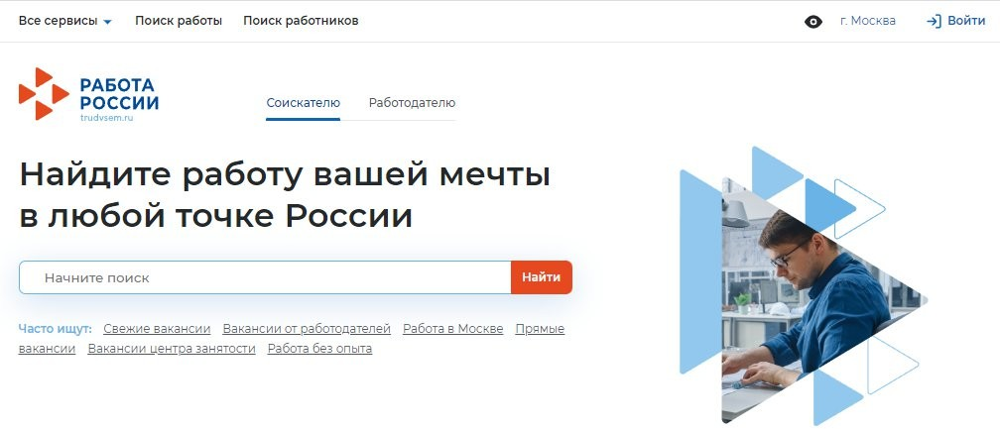 Все сервисы Поиск работы Поиск работников г. Москва Войти
РАБОТА
РОССИИ
trudvsem.ru
Соискателю Работодателю
Найдите работу вашей мечты
в любой точке России
Начните поиск Найти
Часто ищут: Свежие вакансии Вакансии от работодателей Работа в Москве Прямые
вакансии Вакансии центра занятости Работа без опыта